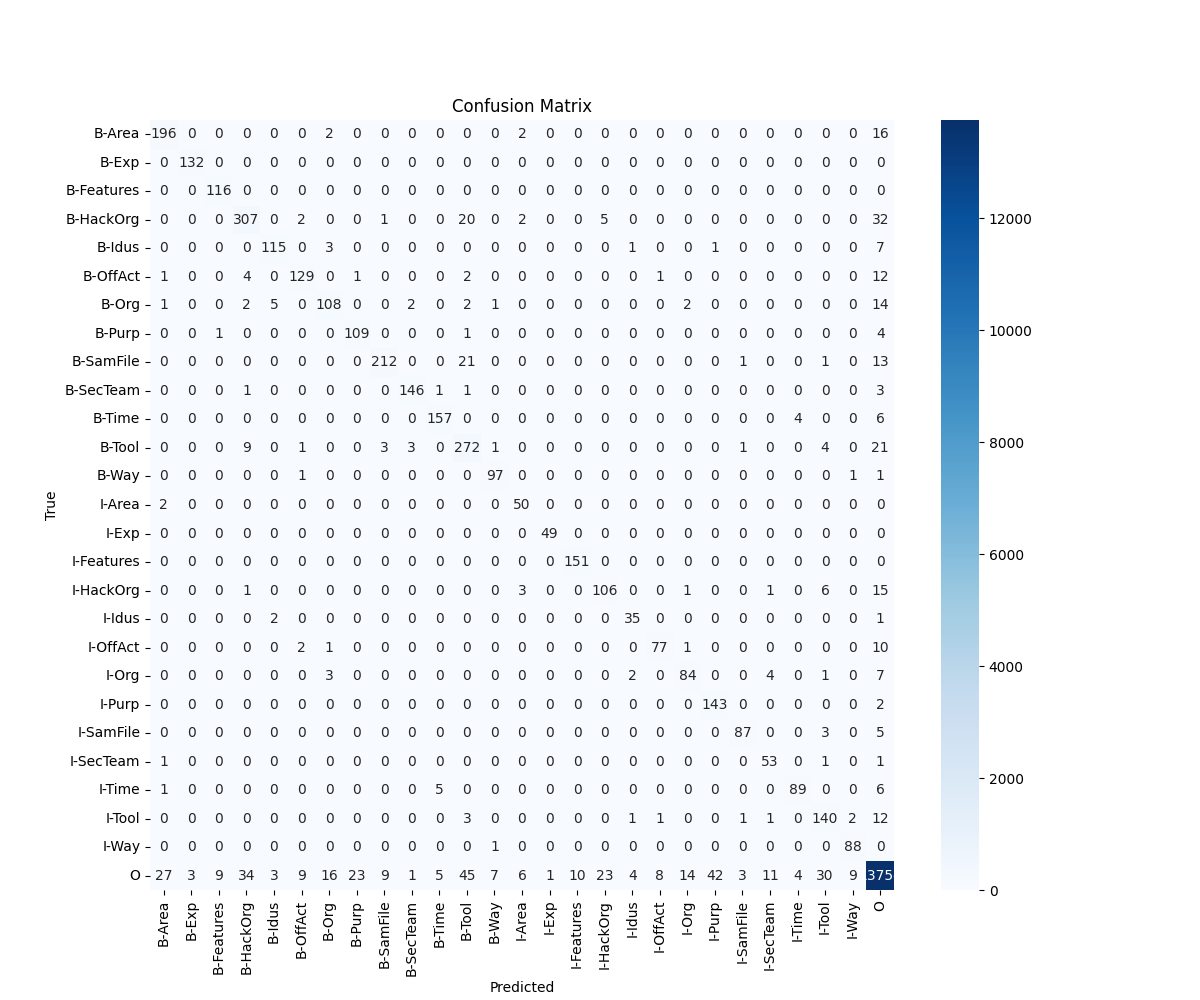 Confusion Matrix
B-Area 196 0 0 0 0 0 2 0 0 0 0 0 0 2 0 0 0 0 0 0 0 0 0 0 0 0 16
B-Exp 0 132 0 0 0 0 0 0 0 0 0 0 0 0 0 0 0 0 0 0 0 0 0 0 0 0 0
B-Features 0 0 116 0 0 0 0 0 0 0 0 0 0 0 0 0 0 0 0 0 0 0 0 0 0 0 0
B-HackOrg 0 0 0 307 0 2 0 0 1 0 0 20 0 2 0 0 5 0 0 0 0 0 0 0 0 0 32
B-Idus 0 0 0 0 115 0 3 0 0 0 0 0 0 0 0 0 0 1 0 0 1 0 0 0 0 0 7
B-OffAct 1 0 0 4 0 129 0 1 0 0 0 2 0 0 0 0 0 0 1 0 0 0 0 0 0 0 12
B-Org 1 0 0 2 5 0 108 0 0 2 0 2 1 0 0 0 0 0 0 2 0 0 0 0 0 0 14
B-Purp 0 0 1 0 0 0 0 109 0 0 0 1 0 0 0 0 0 0 0 0 0 0 0 0 0 0 4
B-SamFile 0 0 0 0 0 0 0 0 212 0 0 21 0 0 0 0 0 0 0 0 0 1 0 0 1 0 13
B-SecTeam 0 0 0 1 0 0 0 0 0 146 1 1 0 0 0 0 0 0 0 0 0 0 0 0 0 0 3
B-Time 0 0 0 0 0 0 0 0 0 0 157 0 0 0 0 0 0 0 0 0 0 0 0 4 0 0 6
B-Tool 0 0 0 9 0 1 0 0 3 3 0 272 1 0 0 0 0 0 0 0 0 1 0 0 4 0 21
B-Way 0 0 0 0 0 1 0 0 0 0 0 0 97 0 0 0 0 0 0 0 0 0 0 0 0 1 1
I-Area 2 0 0 0 0 0 0 0 0 0 0 0 0 50 0 0 0 0 0 0 0 0 0 0 0 0 0
I-Exp 0 0 0 0 0 0 0 0 0 0 0 0 0 0 49 0 0 0 0 0 0 0 0 0 0 0 0
I-Features 0 0 0 0 0 0 0 0 0 0 0 0 0 0 0 151 0 0 0 0 0 0 0 0 0 0 0
I-HackOrg 0 0 0 1 0 0 0 0 0 0 0 0 0 3 0 0 106 0 0 1 0 0 1 0 6 0 15
I-Idus 0 0 0 0 2 0 0 0 0 0 0 0 0 0 0 0 0 35 0 0 0 0 0 0 0 0 1
I-OffAct 0 0 0 0 0 2 1 0 0 0 0 0 0 0 0 0 0 0 77 1 0 0 0 0 0 0 10
I-Org 0 0 0 0 0 0 3 0 0 0 0 0 0 0 0 0 0 2 0 84 0 0 4 0 1 0 7
I-Purp 0 0 0 0 0 0 0 0 0 0 0 0 0 0 0 0 0 0 0 0 143 0 0 0 0 0 2
I-SamFile 0 0 0 0 0 0 0 0 0 0 0 0 0 0 0 0 0 0 0 0 0 87 0 0 3 0 5
I-SecTeam 1 0 0 0 0 0 0 0 0 0 0 0 0 0 0 0 0 0 0 0 0 0 53 0 1 0 1
I-Time 1 0 0 0 0 0 0 0 0 0 5 0 0 0 0 0 0 0 0 0 0 0 0 89 0 0 6
I-Tool 0 0 0 0 0 0 0 0 0 0 0 3 0 0 0 0 0 1 1 0 0 1 1 0 140 2 12
I-Way 0 0 0 0 0 0 0 0 0 0 0 0 1 0 0 0 0 0 0 0 0 0 0 0 0 88 0
O 27 3 9 34 3 9 16 23 9 1 5 45 7 6 1 10 23 4 8 14 42 3 11 4 30 9 375
B-Area B-Exp B-Features B-HackOrg B-Idus B-OffAct B-Org B-Purp B-SamFile B-SecTeam B-Time B-Tool B-Way I-Area I-Exp I-Features I-HackOrg I-Idus I-OffAct I-Org I-Purp I-SamFile I-SecTeam I-Time I-Tool I-Way O
Predicted
True
12000
10000
8000
6000
4000
2000
0